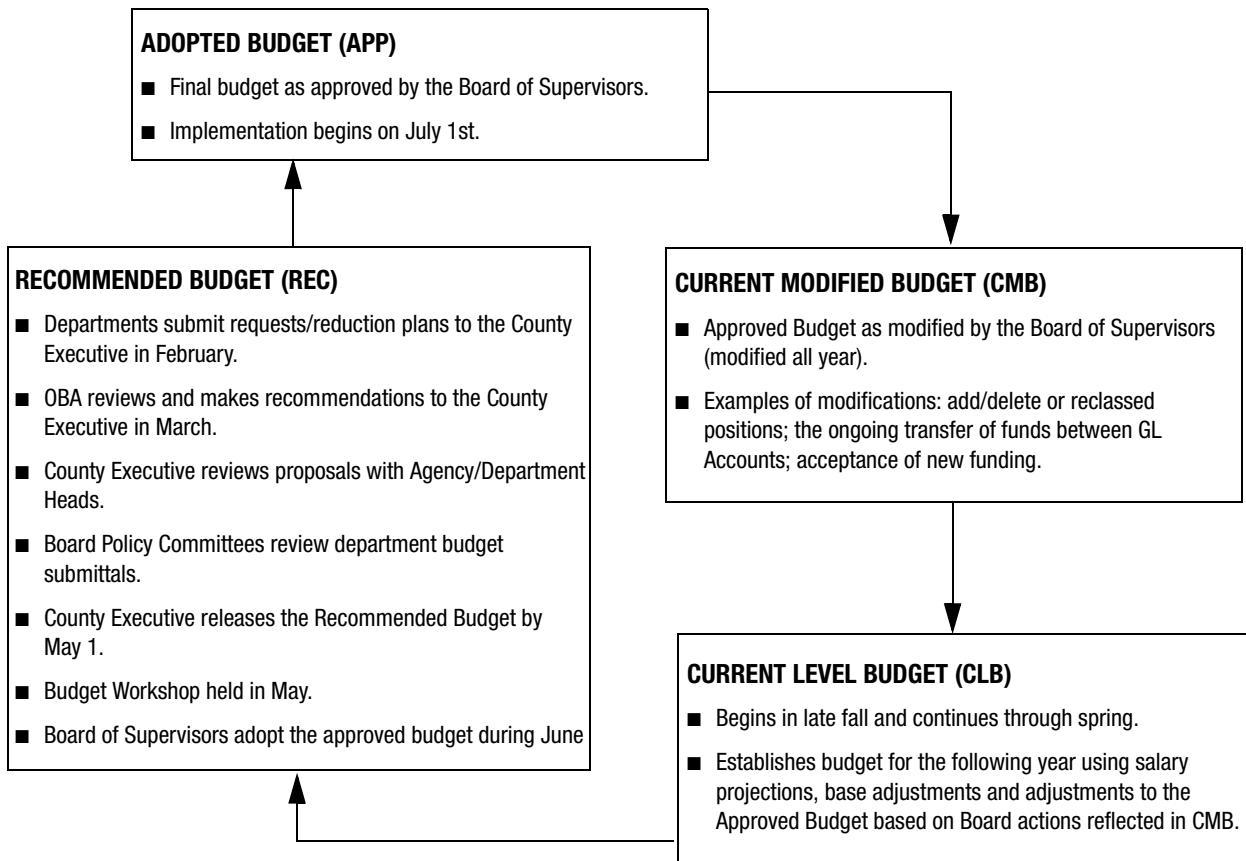 ADOPTED BUDGET (APP)
■ Final budget as approved by the Board of Supervisors.
■ Implementation begins on July 1st.
RECOMMENDED BUDGET (REC)
■ Departments submit requests/reduction plans to the County
Executive in February.
■ OBA reviews and makes recommendations to the County
Executive in March.
■ County Executive reviews proposals with Agency/Department
Heads.
■ Board Policy Committees review department budget
submittals.
■ County Executive releases the Recommended Budget by
May 1.
■ Budget Workshop held in May.
■ Board of Supervisors adopt the approved budget during June
CURRENT MODIFIED BUDGET (CMB)
■ Approved Budget as modified by the Board of Supervisors
(modified all year).
■ Examples of modifications: add/delete or reclassed
positions; the ongoing transfer of funds between GL
Accounts; acceptance of new funding.
CURRENT LEVEL BUDGET (CLB)
■ Begins in late fall and continues through spring.
■ Establishes budget for the following year using salary
projections, base adjustments and adjustments to the
Approved Budget based on Board actions reflected in CMB.